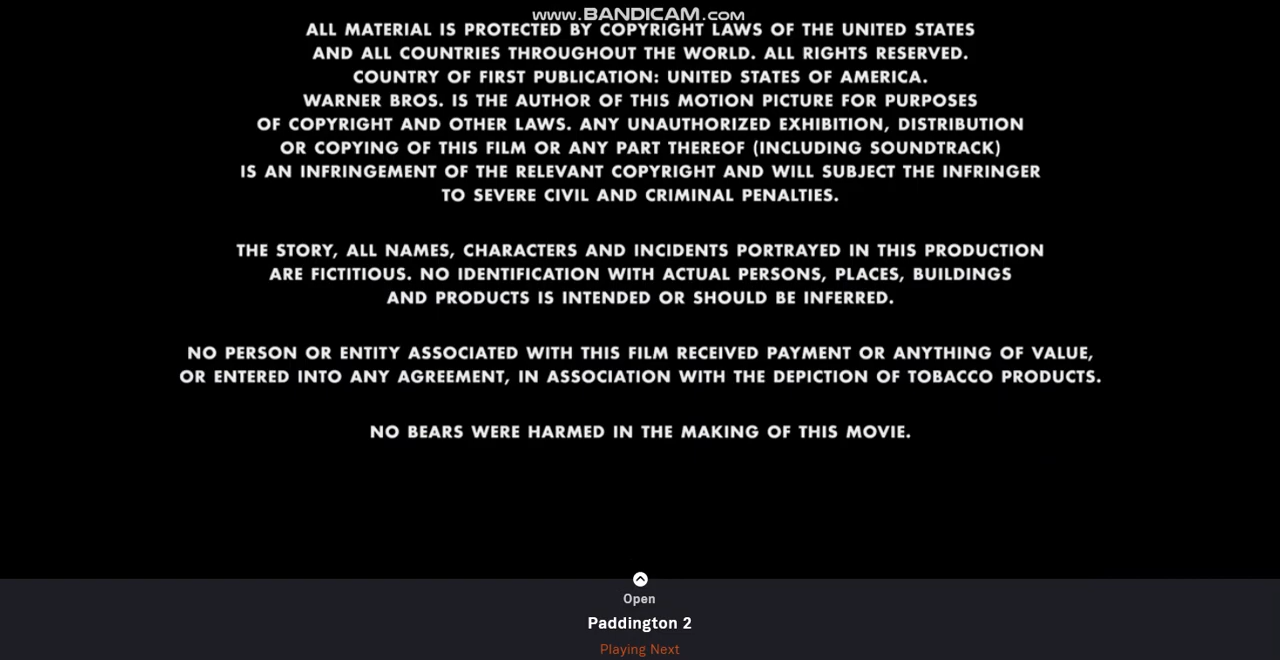 www.BANDICAM.com
ALL MATERIAL IS PROTECTED BY COPYRIGHT LAWS OF THE UNITED STATES
AND ALL COUNTRIES THROUGHOUT THE WORLD. ALL RIGHTS RESERVED.
COUNTRY OF FIRST PUBLICATION: UNITED STATES OF AMERICA.
WARNER BROS. IS THE AUTHOR OF THIS MOTION PICTURE FOR PURPOSES
OF COPYRIGHT AND OTHER LAWS. ANY UNAUTHORIZED EXHIBITION, DISTRIBUTION
OR COPYING OF THIS FILM OR ANY PART THEREOF (INCLUDING SOUNDTRACK)
IS AN INFRINGEMENT OF THE RELEVANT COPYRIGHT AND WILL SUBJECT THE INFRINGER
TO SEVERE CIVIL AND CRIMINAL PENALTIES.
THE STORY, ALL NAMES, CHARACTERS AND INCIDENTS PORTRAYED IN THIS PRODUCTION
ARE FICTITIOUS. NO IDENTIFICATION WITH ACTUAL PERSONS, PLACES, BUILDINGS
AND PRODUCTS IS INTENDED OR SHOULD BE INFERRED.
NO PERSON OR ENTITY ASSOCIATED WITH THIS FILM RECEIVED PAYMENT OR ANYTHING OF VALUE,
OR ENTERED INTO ANY AGREEMENT, IN ASSOCIATION WITH THE DEPICTION OF TOBACCO PRODUCTS.
NO BEARS WERE HARMED IN THE MAKING OF THIS MOVIE.
Open
Paddington 2
Playing Next